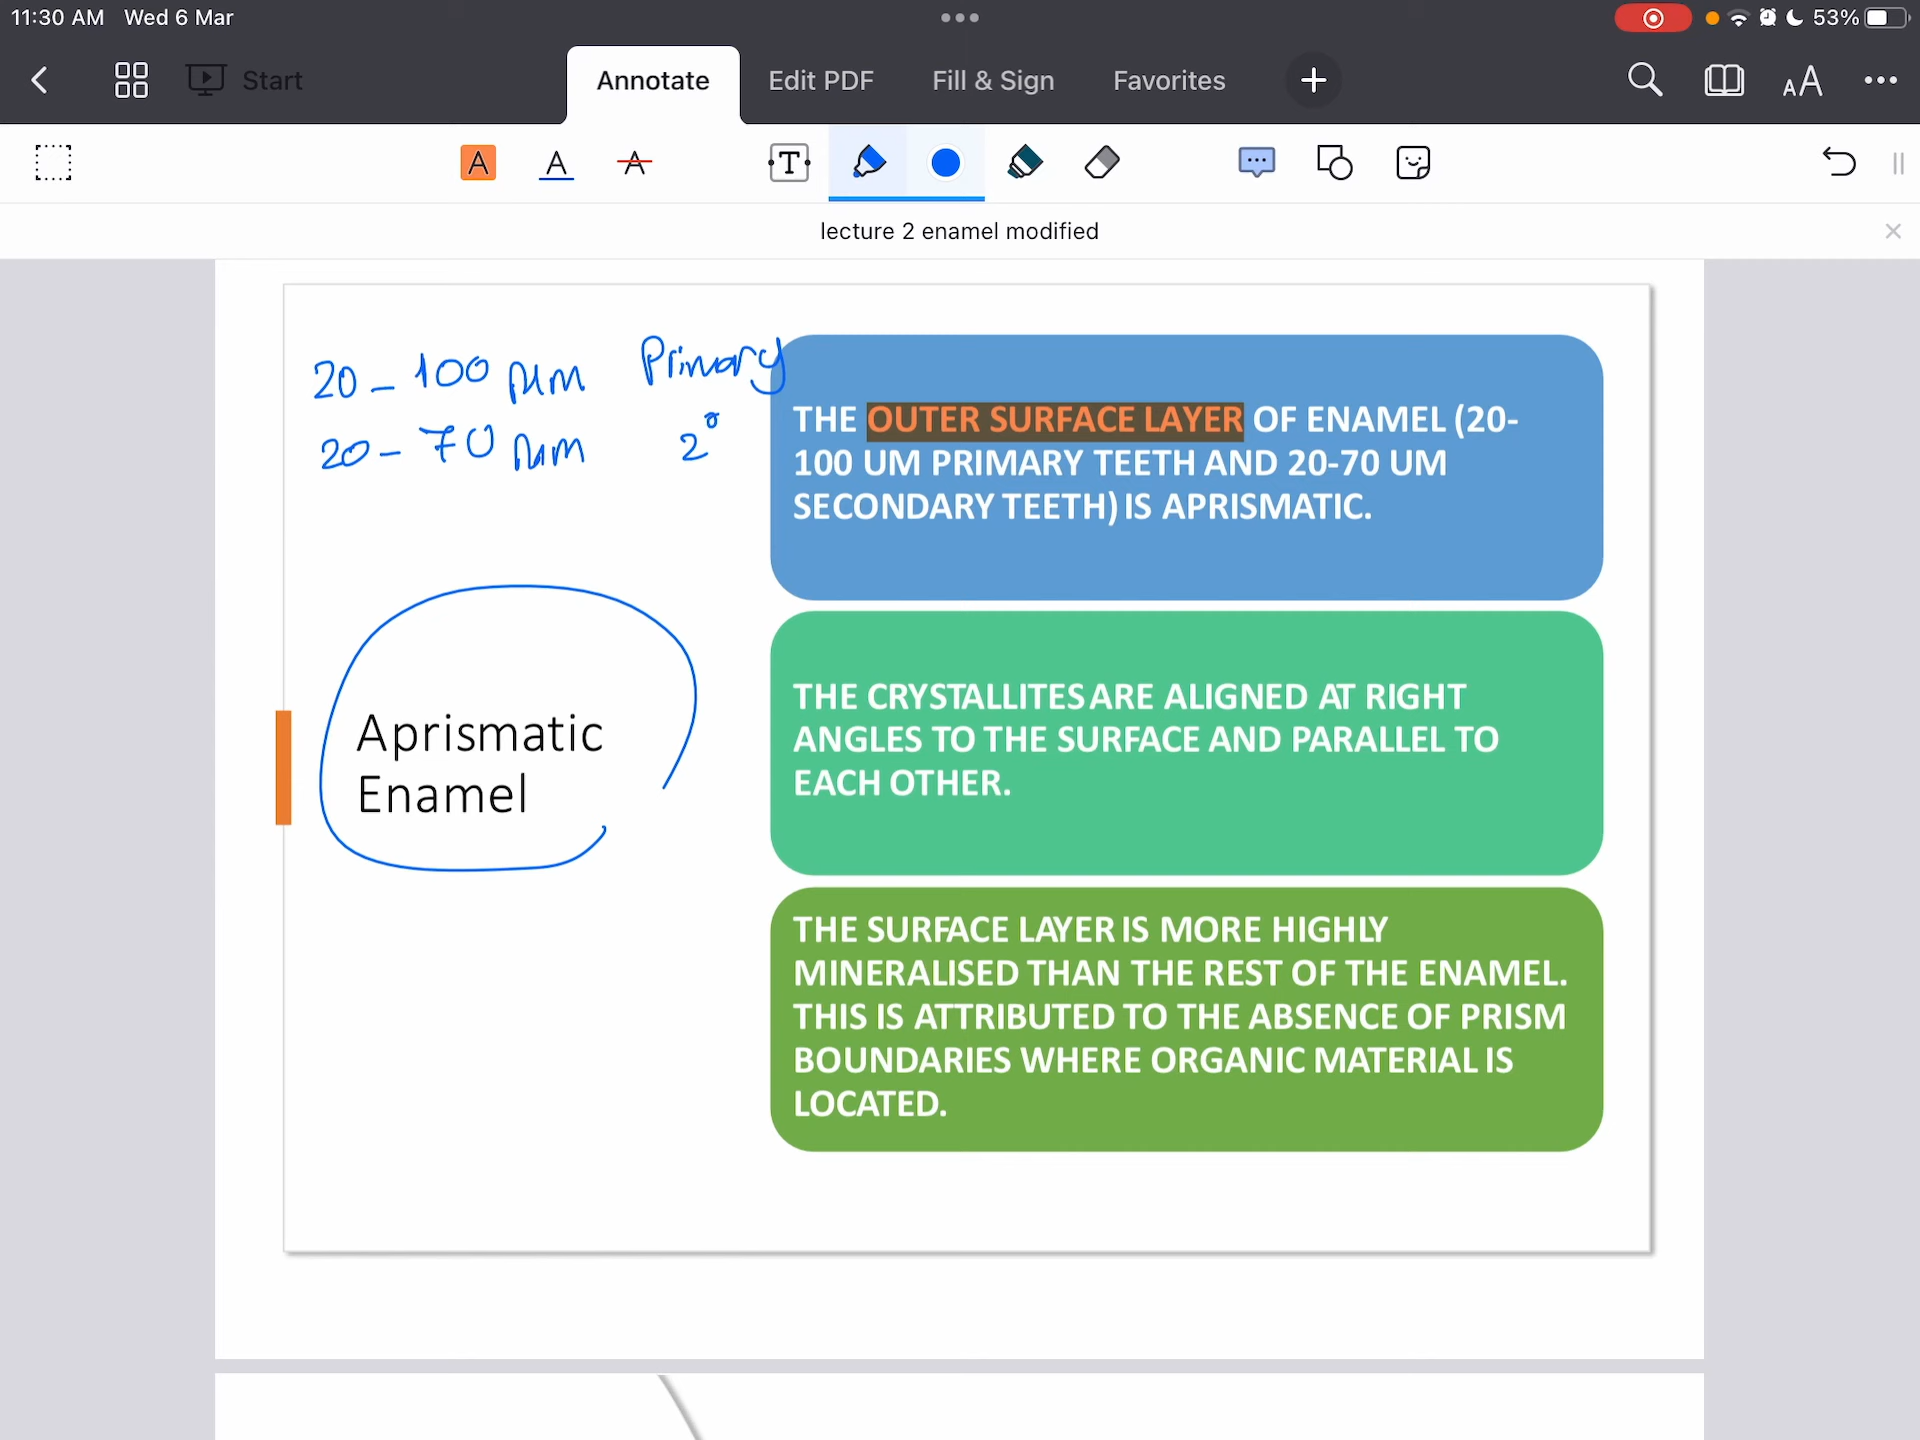 11:30 AM Wed 6 Mar
53%
Start
Annotate
Edit PDF
Fill & Sign
Favorites
AA
A A A T
lecture 2 enamel modified
20 - 100 μm Primary
20 - 70 μm 2°
THE OUTER SURFACE LAYER OF ENAMEL (20-
100 UM PRIMARY TEETH AND 20-70 UM
SECONDARY TEETH) IS APRISMATIC.
Aprismatic
Enamel
THE CRYSTALLITES ARE ALIGNED AT RIGHT
ANGLES TO THE SURFACE AND PARALLEL TO
EACH OTHER.
THE SURFACE LAYER IS MORE HIGHLY
MINERALISED THAN THE REST OF THE ENAMEL.
THIS IS ATTRIBUTED TO THE ABSENCE OF PRISM
BOUNDARIES WHERE ORGANIC MATERIAL IS
LOCATED.